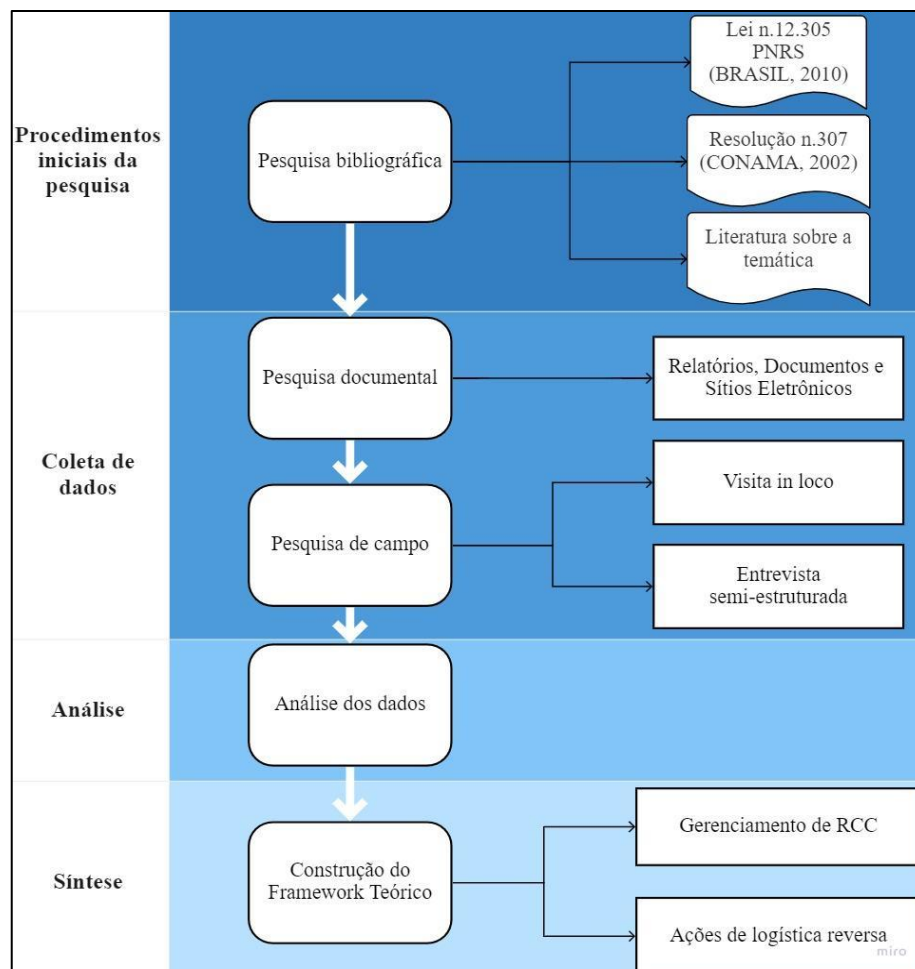 Procedimentos
iniciais da
pesquisa
Pesquisa bibliográfica
Lei n.12.305
PNRS
(BRASIL, 2010)
Resolução n.307
(CONAMA, 2002)
Literatura sobre a
temática
Coleta de
dados
Pesquisa documental
Relatórios, Documentos e
Sítios Eletrônicos
Pesquisa de campo
Visita in loco
Entrevista
semi-estruturada
Análise
Análise dos dados
Síntese
Construção do
Framework Teórico
Gerenciamento de RCC
Ações de logística reversa
miro